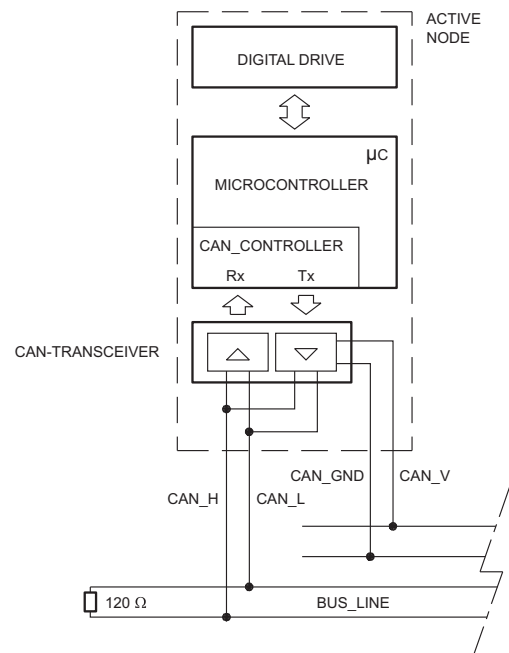 ACTIVE
NODE
DIGITAL DRIVE
µC
MICROCONTROLLER
CAN_CONTROLLER
Rx Tx
CAN-TRANSCEIVER
CAN_GND CAN_V
CAN_H CAN_L
120 Ω BUS_LINE